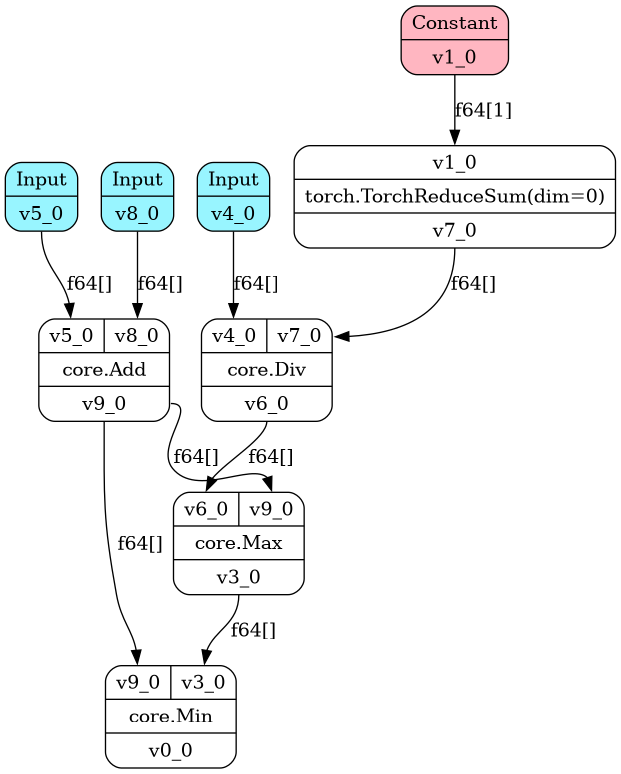 Constant
v1_0
f64[1]
Input
v5_0
Input
v8_0
Input
v4_0
v1_0
torch.TorchReduceSum(dim=0)
v7_0
f64[]
f64[]
f64[]
f64[]
v5_0 v8_0
core.Add
v9_0
v4_0 v7_0
core.Div
v6_0
f64[]
f64[]
f64[]
v6_0 v9_0
core.Max
v3_0
f64[]
v9_0 v3_0
core.Min
v0_0